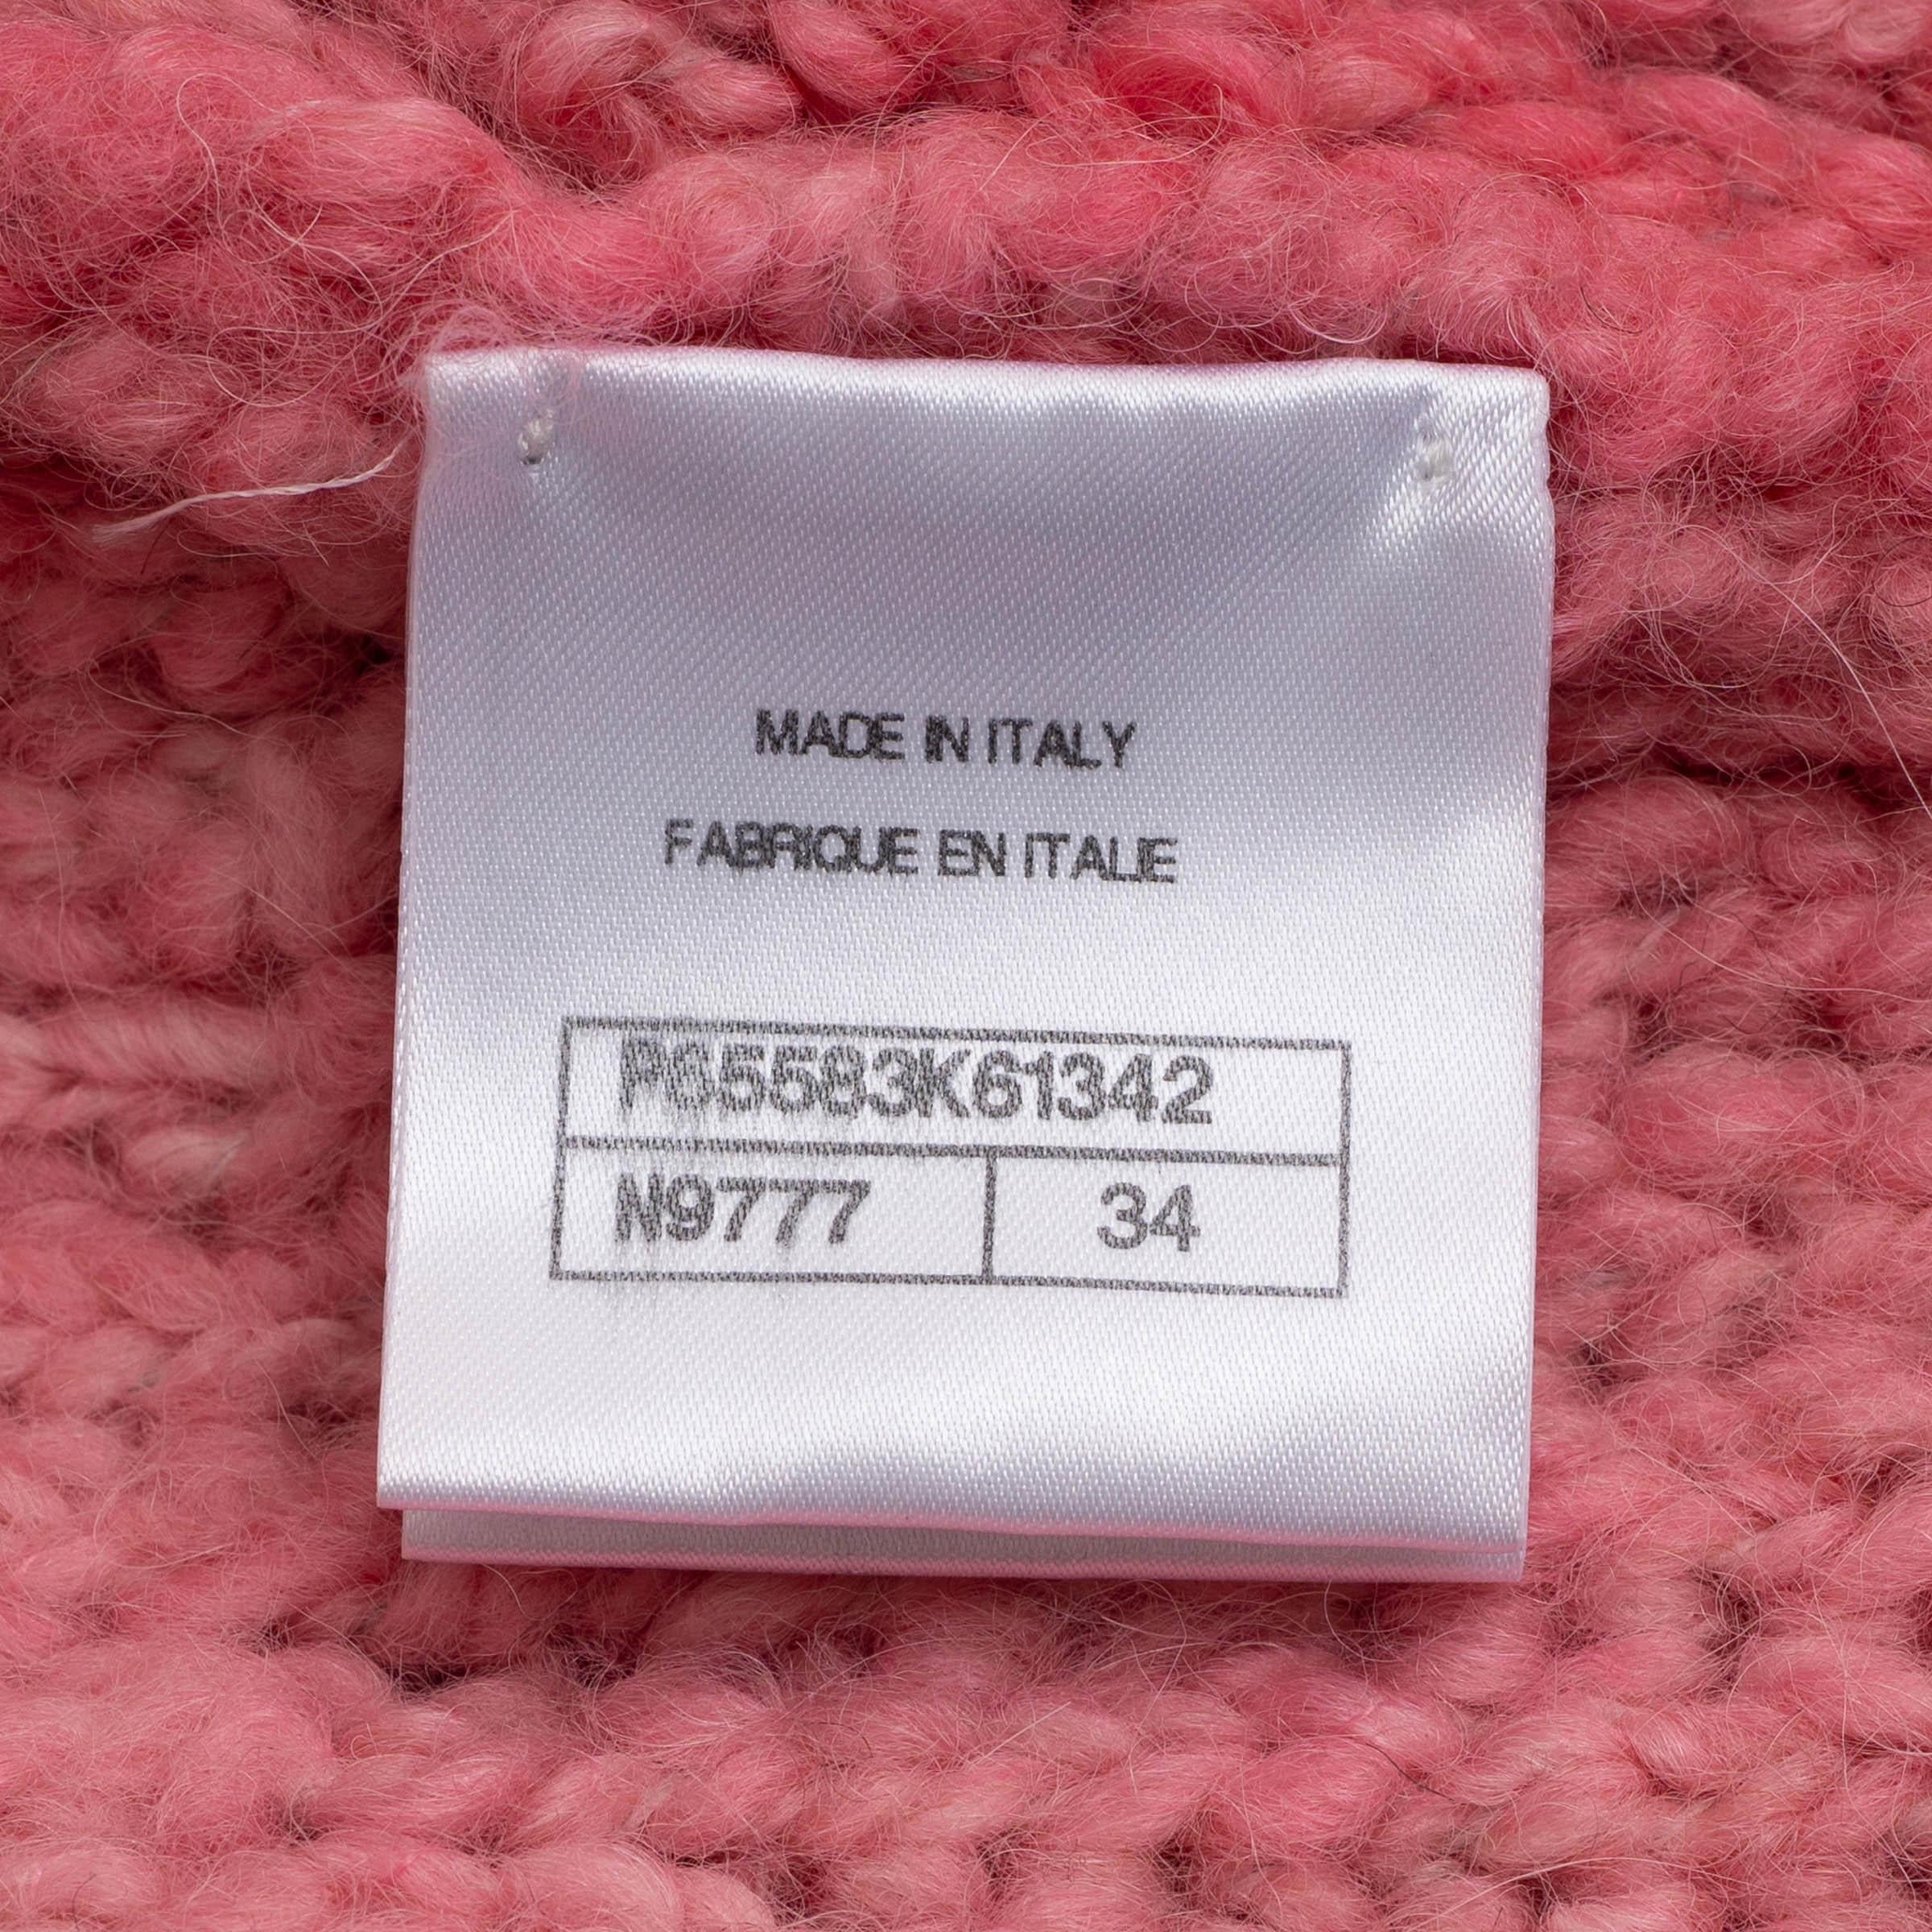 MADE IN ITALY
FABRIQUE EN ITALIE
P65583K61342
N9777
34